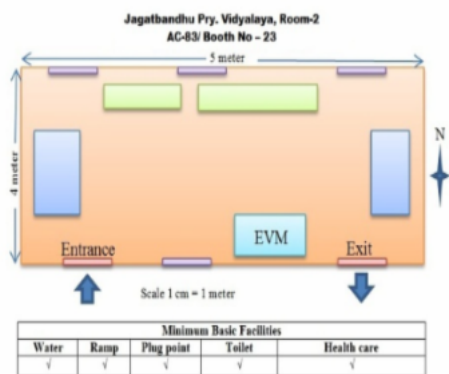 Jagatbandhu Pry. Vidyalaya, Room-2
AC-83/ Booth No – 23
5 meter
4 meter
N
EVM
Entrance
Exit
Scale 1 cm = 1 meter
Minimum Basic Facilities
Water Ramp Plug point Toilet Health care
√ √ √ √ √